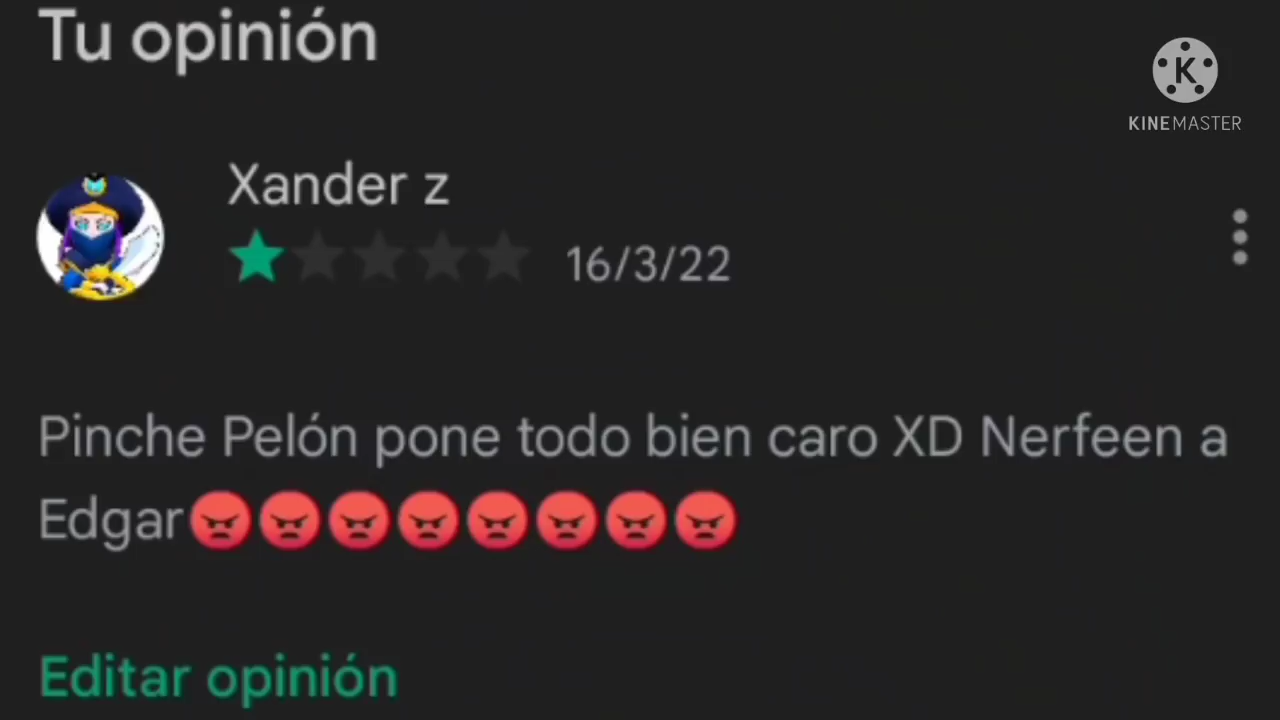 Tu opinión
K
KINEMASTER
Xander z
16/3/22
Pinche Pelón pone todo bien caro XD Nerfeen a
Edgar😡😡😡😡😡😡😡😡
Editar opinión